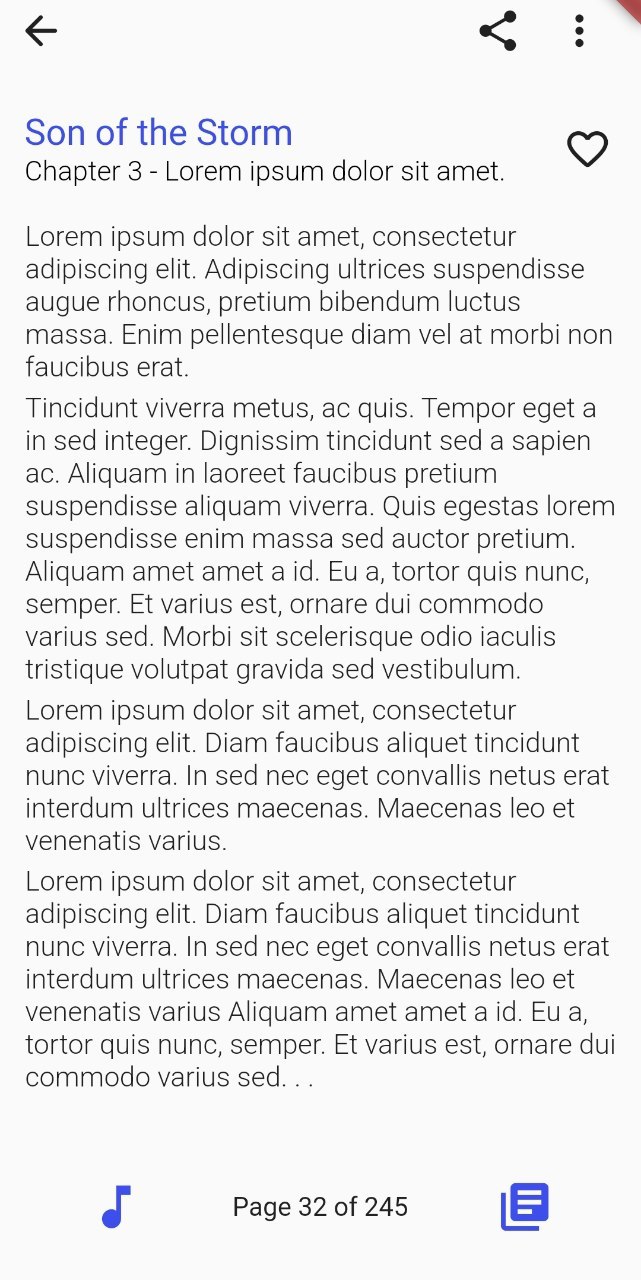 Son of the Storm
Chapter 3 - Lorem ipsum dolor sit amet.
Lorem ipsum dolor sit amet, consectetur
adipiscing elit. Adipiscing ultrices suspendisse
augue rhoncus, pretium bibendum luctus
massa. Enim pellentesque diam vel at morbi non
faucibus erat.
Tincidunt viverra metus, ac quis. Tempor eget a
in sed integer. Dignissim tincidunt sed a sapien
ac. Aliquam in laoreet faucibus pretium
suspendisse aliquam viverra. Quis egestas lorem
suspendisse enim massa sed auctor pretium.
Aliquam amet amet a id. Eu a, tortor quis nunc,
semper. Et varius est, ornare dui commodo
varius sed. Morbi sit scelerisque odio iaculis
tristique volutpat gravida sed vestibulum.
Lorem ipsum dolor sit amet, consectetur
adipiscing elit. Diam faucibus aliquet tincidunt
nunc viverra. In sed nec eget convallis netus erat
interdum ultrices maecenas. Maecenas leo et
venenatis varius.
Lorem ipsum dolor sit amet, consectetur
adipiscing elit. Diam faucibus aliquet tincidunt
nunc viverra. In sed nec eget convallis netus erat
interdum ultrices maecenas. Maecenas leo et
venenatis varius Aliquam amet amet a id. Eu a,
tortor quis nunc, semper. Et varius est, ornare dui
commodo varius sed. . .
Page 32 of 245